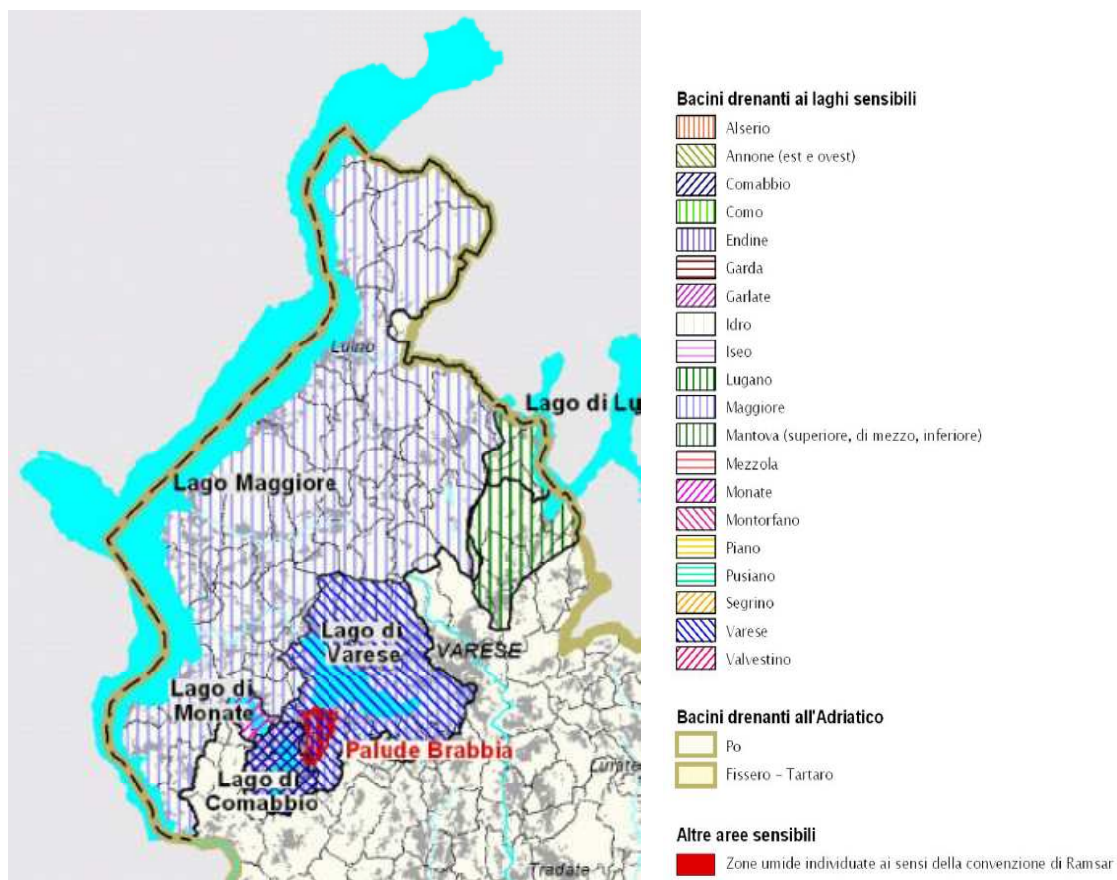 Luino
Lago di Lu
Lago Maggiore
Lago di
Varese
VARESE
Lago di
Monate
Palude Brabbia
Lago di
Comabbio
Tradate
Bacini drenanti ai laghi sensibili
Alserio
Annone (est e ovest)
Comabbio
Como
Endine
Garda
Garlate
Idro
Iseo
Lugano
Maggiore
Mantova (superiore, di mezzo, inferiore)
Mezzola
Monate
Montorfano
Piano
Pusiano
Segrino
Varese
Valvestino
Bacini drenanti all'Adriatico
Po
Fissero – Tartaro
Altre aree sensibili
Zone umide individuate ai sensi della convenzione di Ramsar